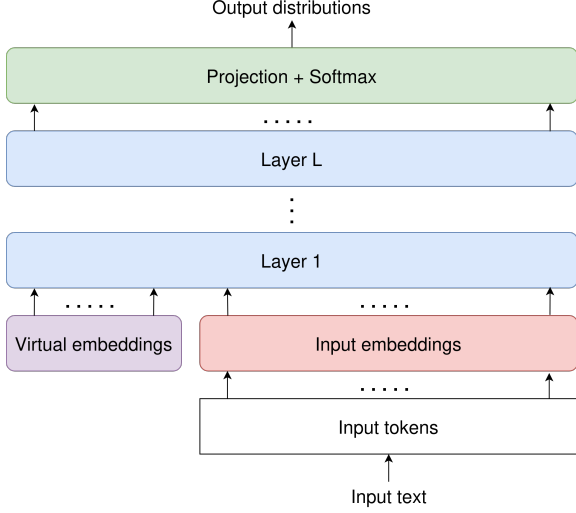 Output distributions
Projection + Softmax
Layer L
Layer 1
Virtual embeddings
Input embeddings
Input tokens
Input text